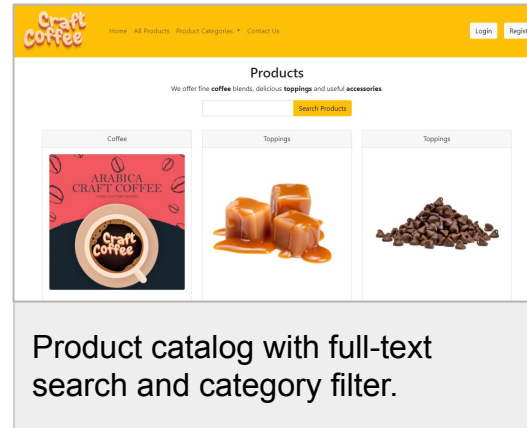 Craft
Coffee
Home All Products Product Categories Contact Us
Login Regist
Products
We offer fine coffee blends, delicious toppings and useful accessories.
Search Products
Coffee
Toppings
Toppings
ARABICA
CRAFT COFFEE
Craft
Coffee
Product catalog with full-text
search and category filter.